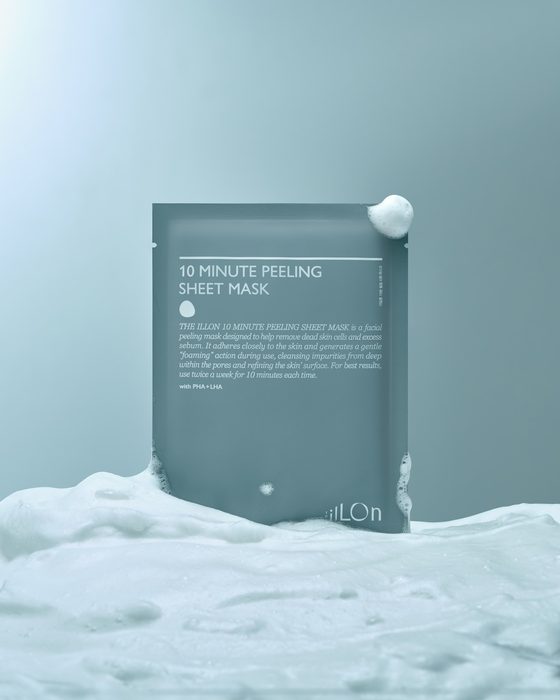 10 MINUTE PEELING
SHEET MASK
THE ILLON 10 MINUTE PEELING SHEET MASK is a facial
peeling mask designed to help remove dead skin cells and excess
sebum. It adheres closely to the skin and generates a gentle
"foaming" action during use, cleansing impurities from deep
within the pores and refining the skin' surface. For best results,
use twice a week for 10 minutes each time.
with PHA+LHA
illOn